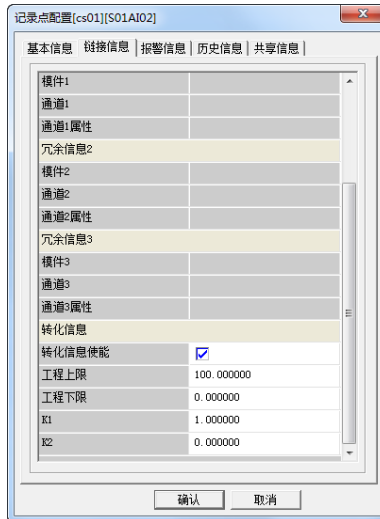 记录点配置[cs01][S01AI02]
基本信息 链接信息 报警信息 历史信息 共享信息
模件1
通道1
通道1属性
冗余信息2
模件2
通道2
通道2属性
冗余信息3
模件3
通道3
通道3属性
转化信息
转化信息使能
工程上限 100.000000
工程下限 0.000000
K1 1.000000
K2 0.000000
确认 取消